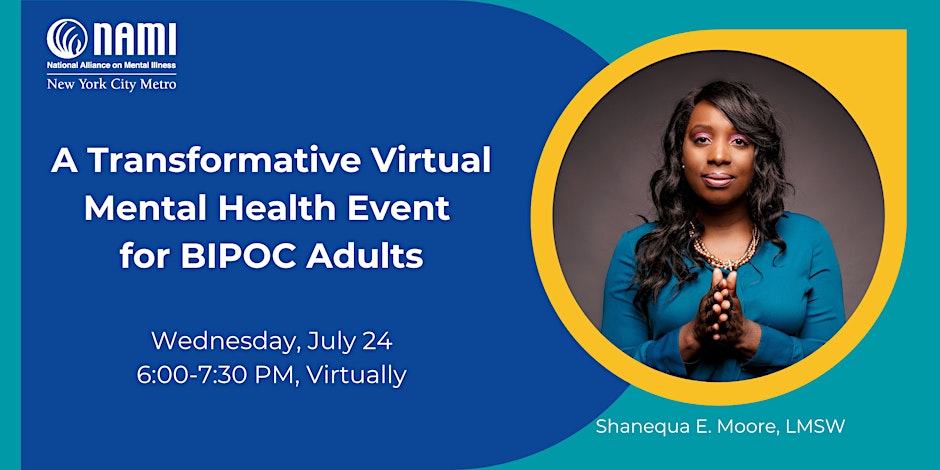 NAMI
National Alliance on Mental Illness
New York City Metro
A Transformative Virtual
Mental Health Event
for BIPOC Adults
Wednesday, July 24
6:00-7:30 PM, Virtually
Shanequa E. Moore, LMSW